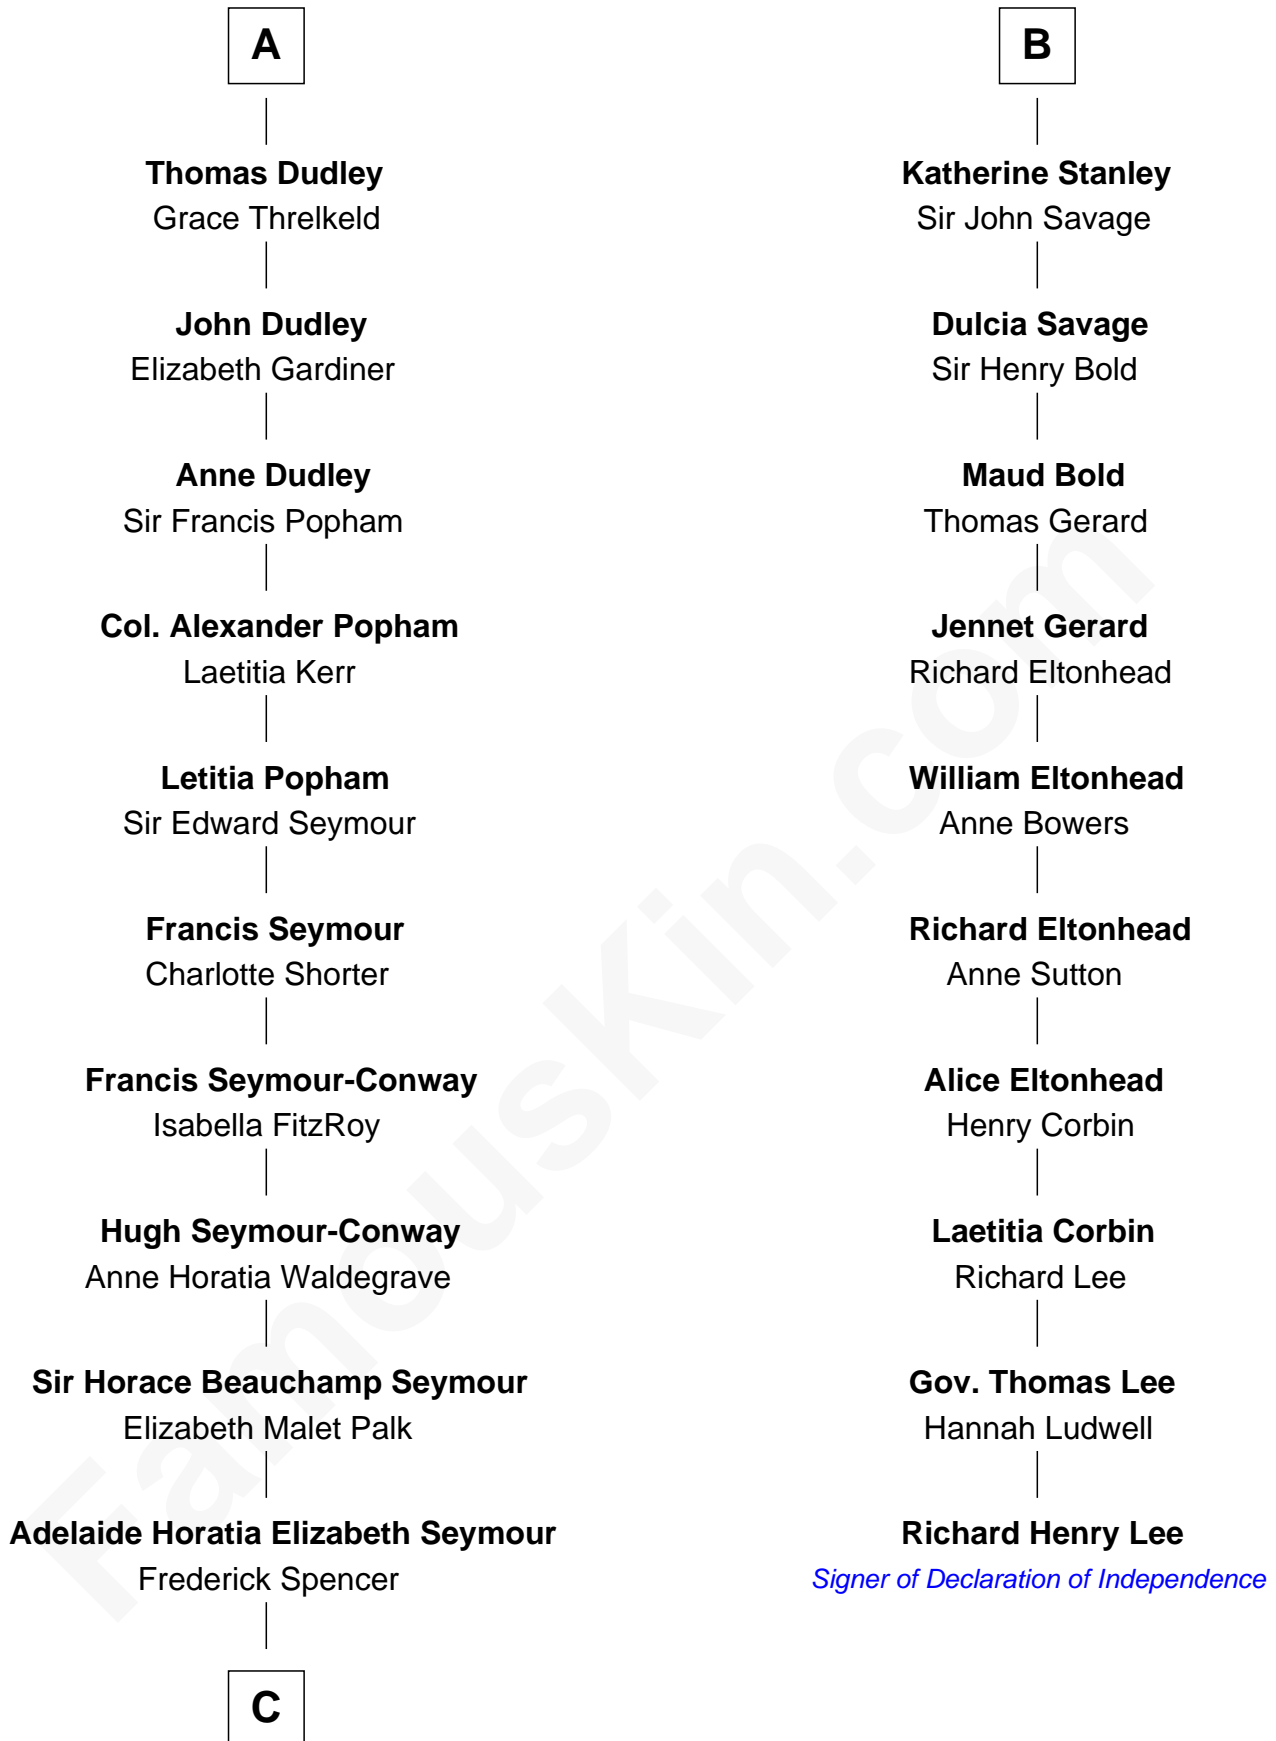 A
Thomas Dudley
Grace Threlkeld
John Dudley
Elizabeth Gardiner
Anne Dudley
Sir Francis Popham
Col. Alexander Popham
Laetitia Kerr
Letitia Popham
Sir Edward Seymour
Francis Seymour
Charlotte Shorter
Francis Seymour-Conway
Isabella FitzRoy
Hugh Seymour-Conway
Anne Horatia Waldegrave
Sir Horace Beauchamp Seymour
Elizabeth Malet Palk
Adelaide Horatia Elizabeth Seymour
Frederick Spencer
C
B
Katherine Stanley
Sir John Savage
Dulcia Savage
Sir Henry Bold
Maud Bold
Thomas Gerard
Jennet Gerard
Richard Eltonhead
William Eltonhead
Anne Bowers
Richard Eltonhead
Anne Sutton
Alice Eltonhead
Henry Corbin
Laetitia Corbin
Richard Lee
Gov. Thomas Lee
Hannah Ludwell
Richard Henry Lee
Signer of Declaration of Independence
FamousKin.com